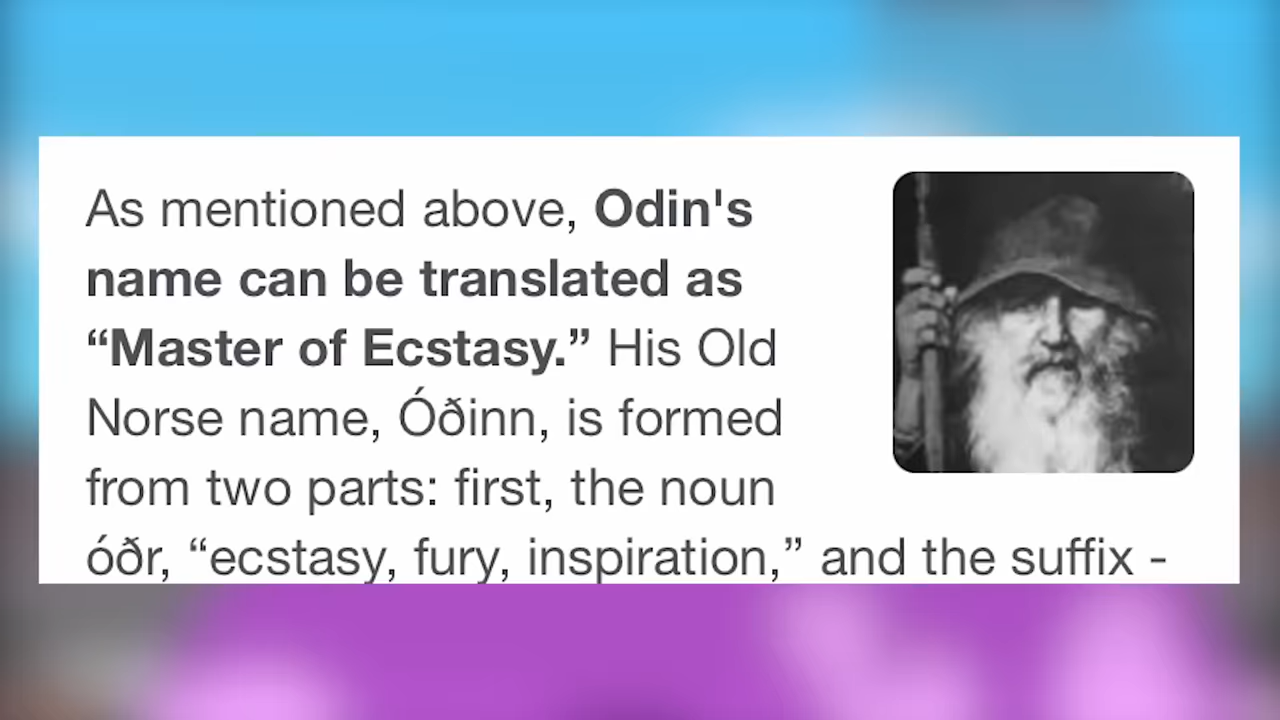 As mentioned above, Odin's
name can be translated as
“Master of Ecstasy.” His Old
Norse name, Óðinn, is formed
from two parts: first, the noun
óðr, “ecstasy, fury, inspiration,” and the suffix -